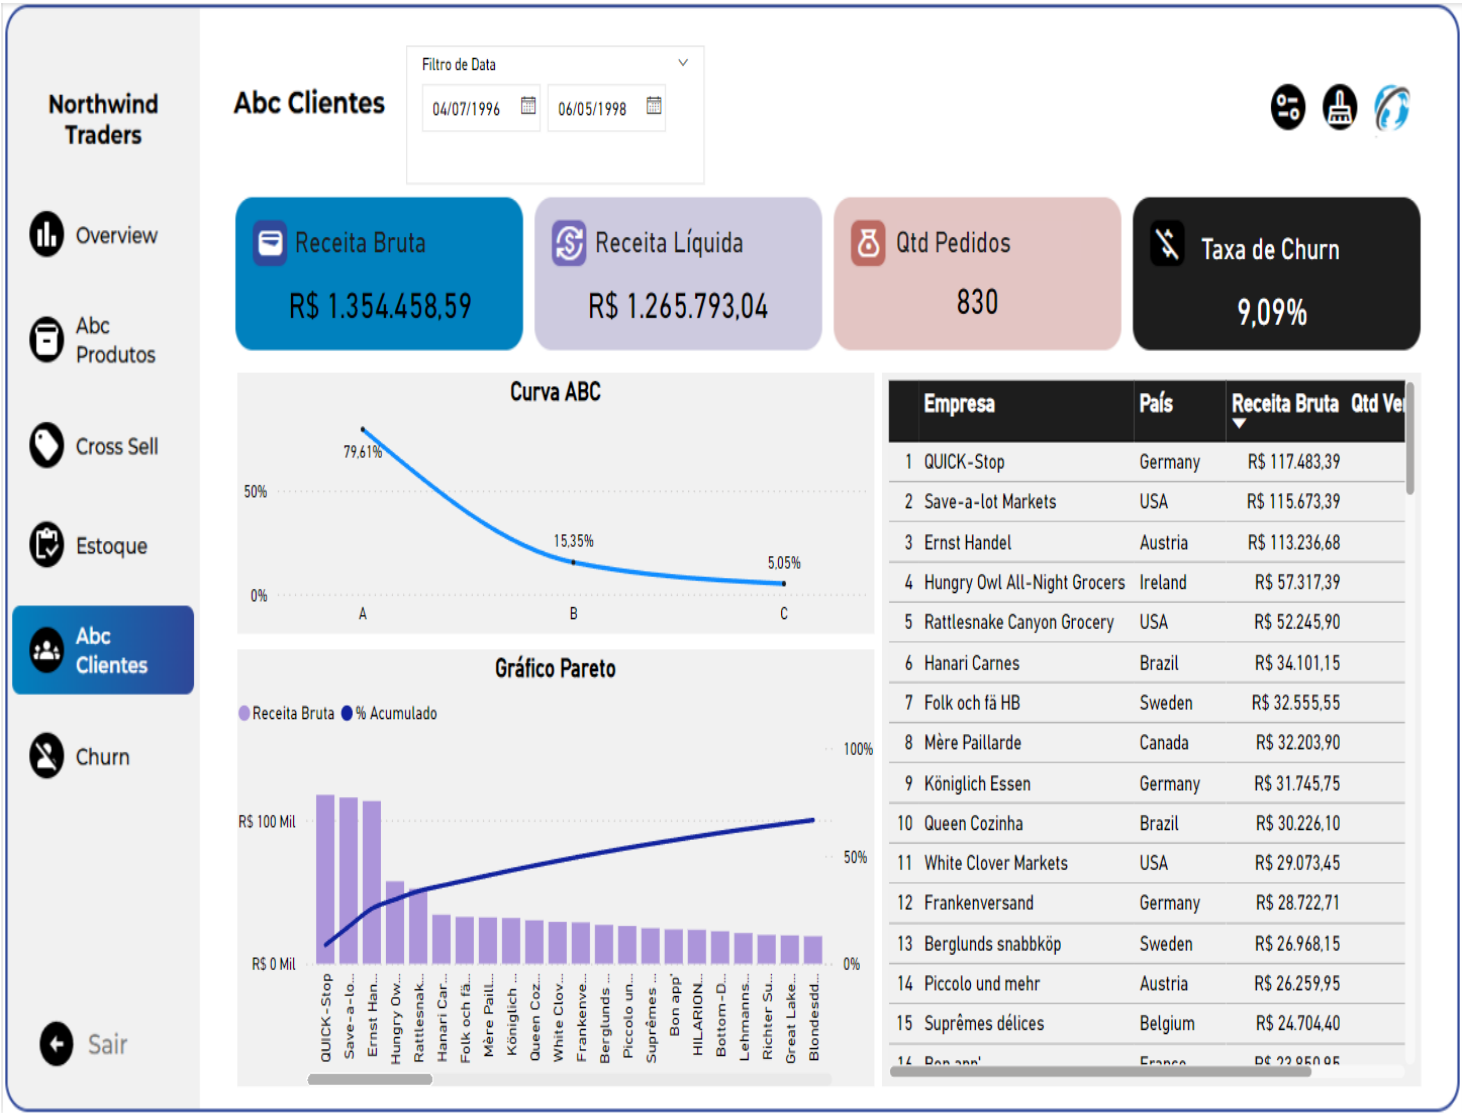 Northwind
Traders
Overview
Abc
Produtos
Cross Sell
Estoque
Abc
Clientes
Churn
Sair
Abc Clientes
Filtro de Data
04/07/1996 06/05/1998
Receita Bruta
R$ 1.354.458,59
Receita Líquida
R$ 1.265.793,04
Qtd Pedidos
830
Taxa de Churn
9,09%
Curva ABC
79,61%
50%
15,35%
5,05%
0%
A B C
Gráfico Pareto
Receita Bruta % Acumulado
100%
R$ 100 Mil
50%
R$ 0 Mil
0%
QUICK-Stop
Save-a-lo...
Ernst Han...
Hungry Ow...
Rattlesnak...
Hanari Car...
Folk och fä...
Mère Paill...
Königlich ...
Queen Coz...
White Clov...
Frankenve...
Berglunds ...
Piccolo un...
Suprêmes ...
Bon app'
HILARION...
Bottom-D...
Lehmanns...
Richter Su...
Great Lake...
Blondesdd...
Empresa País Receita Bruta Qtd Ve
1 QUICK-Stop Germany R$ 117.483,39
2 Save-a-lot Markets USA R$ 115.673,39
3 Ernst Handel Austria R$ 113.236,68
4 Hungry Owl All-Night Grocers Ireland R$ 57.317,39
5 Rattlesnake Canyon Grocery USA R$ 52.245,90
6 Hanari Carnes Brazil R$ 34.101,15
7 Folk och fä HB Sweden R$ 32.555,55
8 Mère Paillarde Canada R$ 32.203,90
9 Königlich Essen Germany R$ 31.745,75
10 Queen Cozinha Brazil R$ 30.226,10
11 White Clover Markets USA R$ 29.073,45
12 Frankenversand Germany R$ 28.722,71
13 Berglunds snabbköp Sweden R$ 26.968,15
14 Piccolo und mehr Austria R$ 26.259,95
15 Suprêmes délices Belgium R$ 24.704,40
16 Bon app' France R$ 23.850,95